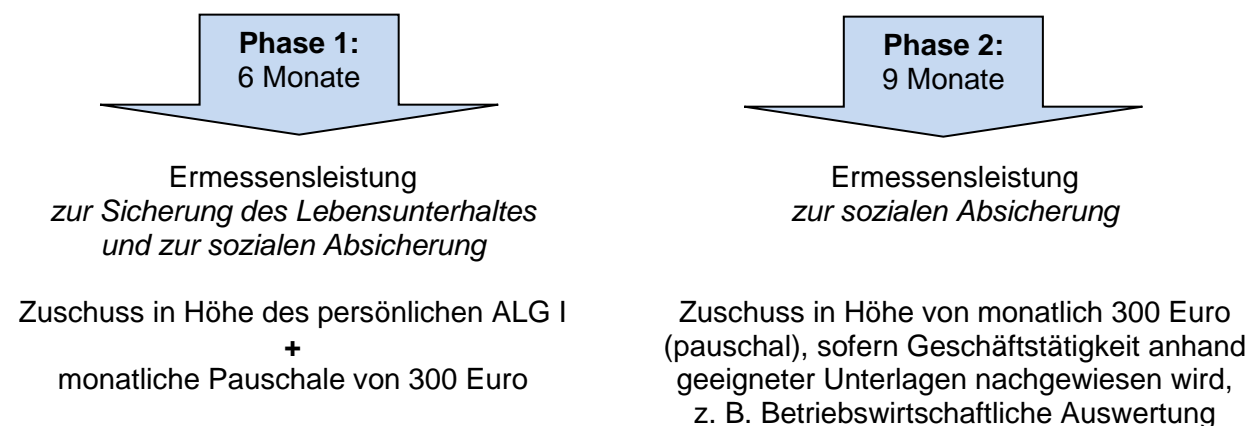 Phase 1:
6 Monate
Ermessensleistung
zur Sicherung des Lebensunterhaltes
und zur sozialen Absicherung
Zuschuss in Höhe des persönlichen ALG I
+
monatliche Pauschale von 300 Euro
Phase 2:
9 Monate
Ermessensleistung
zur sozialen Absicherung
Zuschuss in Höhe von monatlich 300 Euro
(pauschal), sofern Geschäftstätigkeit anhand
geeigneter Unterlagen nachgewiesen wird,
z. B. Betriebswirtschaftliche Auswertung